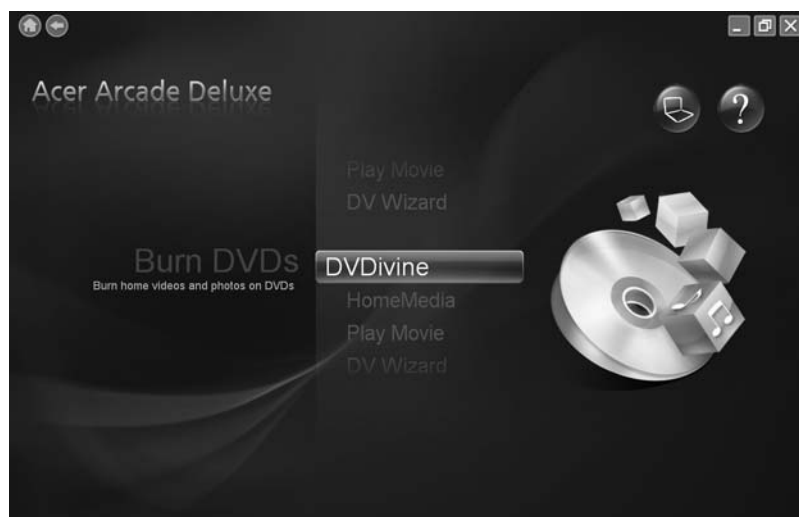 Acer Arcade Deluxe
?
Play Movie
DV Wizard
Burn DVDs
DVDivine
Burn home videos and photos on DVDs
HomeMedia
Play Movie
DV Wizard